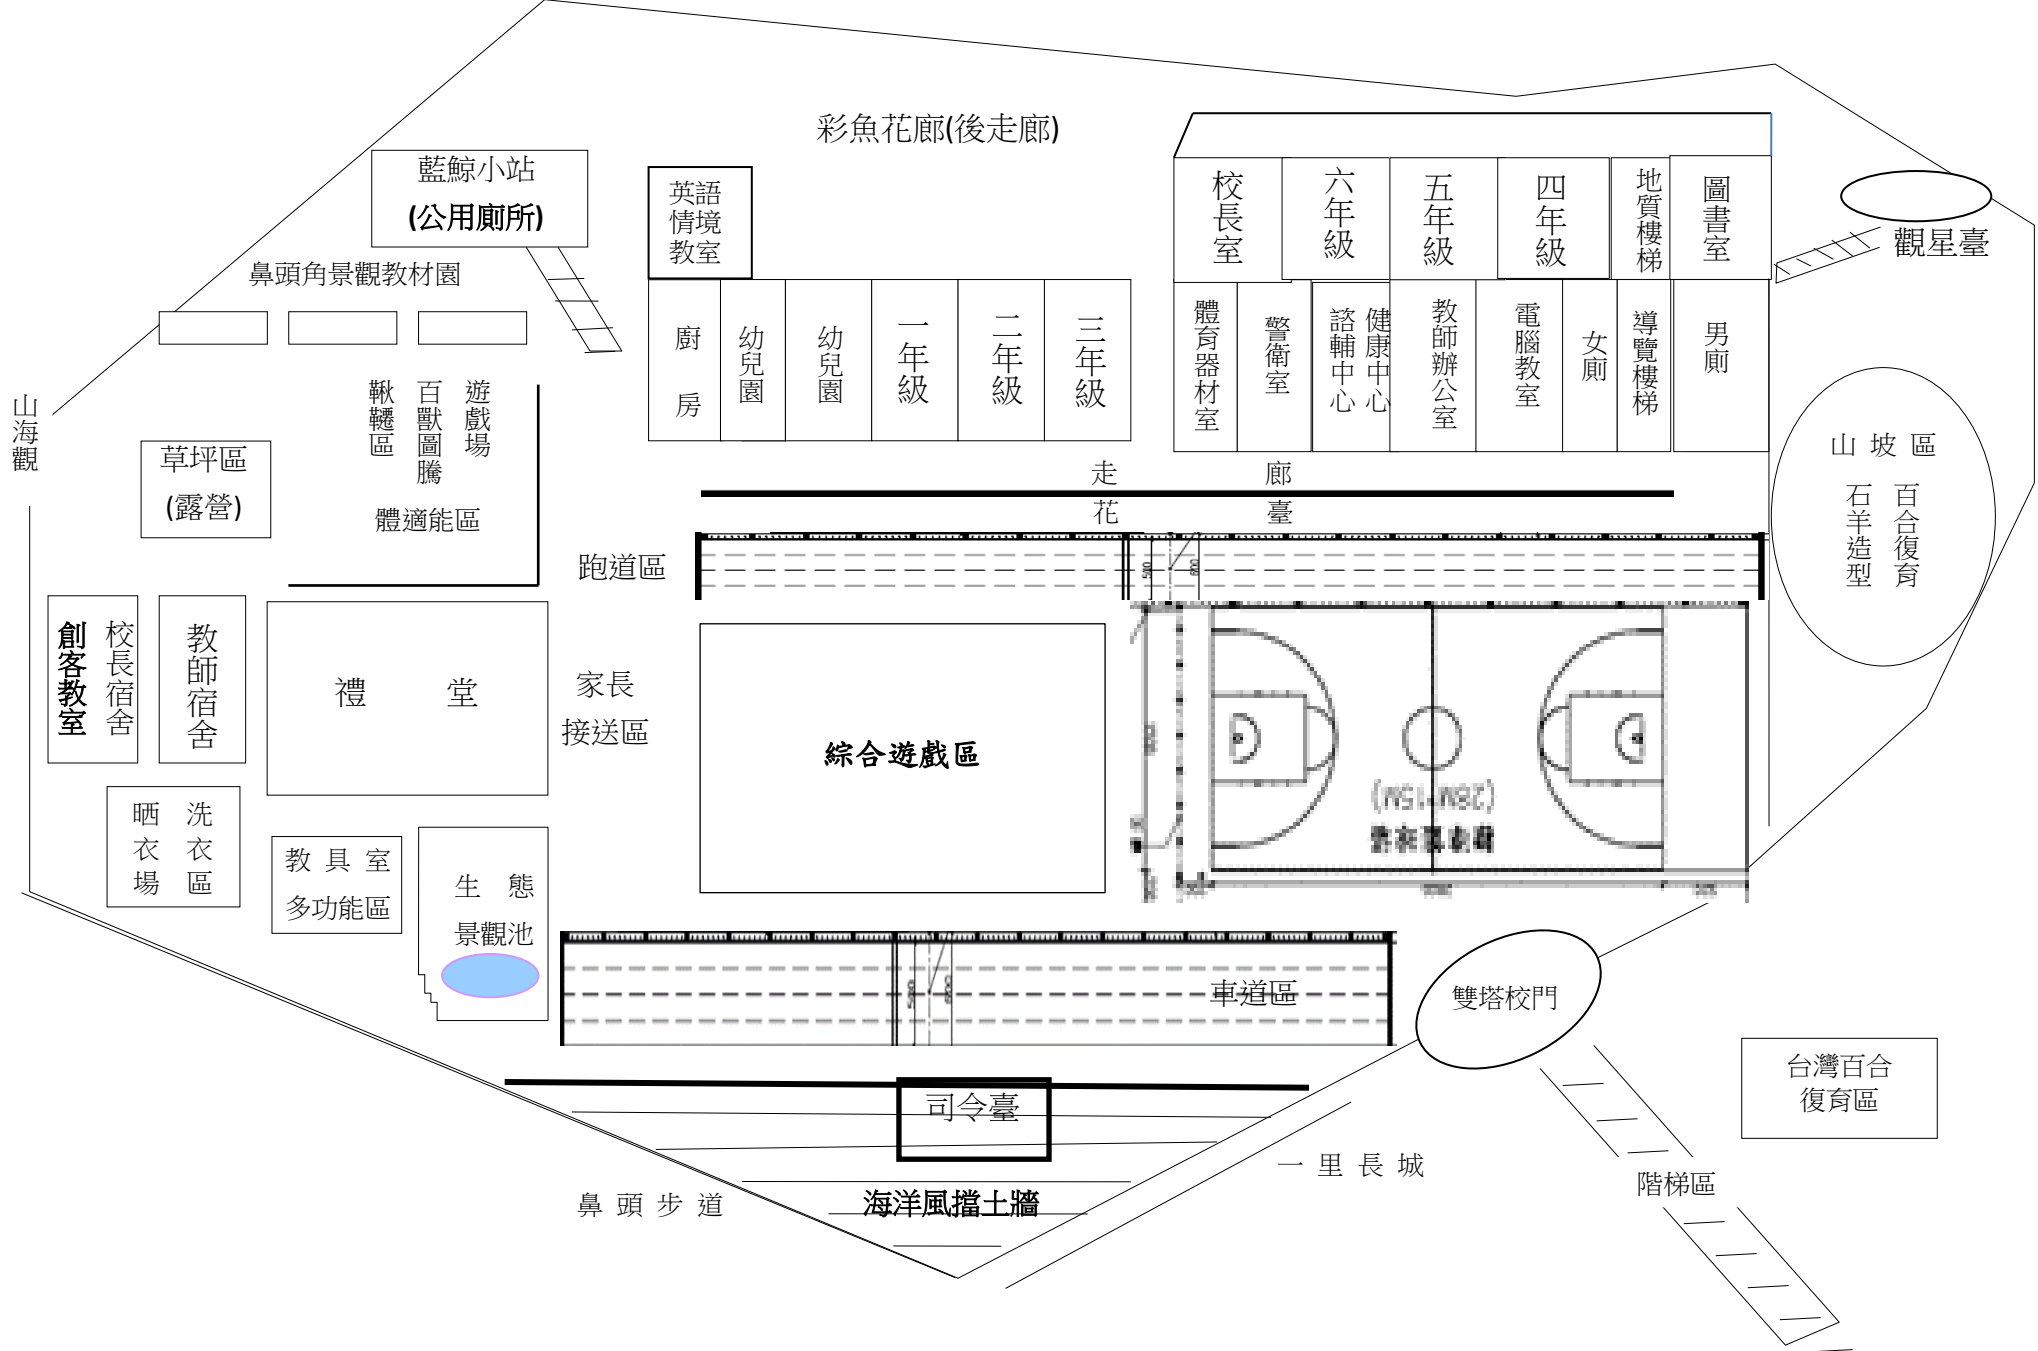 彩魚花廊(後走廊)
藍鯨小站
(公用廁所)
鼻頭角景觀教材園
英語
情境
教室
校長室
六年級
五年級
四年級
地質樓梯
圖書室
觀星臺
廚房
幼兒園
幼兒園
一年級
二年級
三年級
體育器材室
警衛室
諮輔中心
健康中心
教師辦公室
電腦教室
女廁
導覽樓梯
男廁
山海觀
鞦韆區
百獸圖騰
遊戲場
體適能區
草坪區
(露營)
走廊
花臺
山坡區
石羊造型
百合復育
跑道區
500
600
創客教室
校長宿舍
教師宿舍
禮堂
家長
接送區
綜合遊戲區
(28M*15M)
晒衣場
洗衣區
教具室
多功能區
生態
景觀池
車道區
雙塔校門
台灣百合
復育區
司令臺
一里長城
階梯區
鼻頭步道
海洋風擋土牆